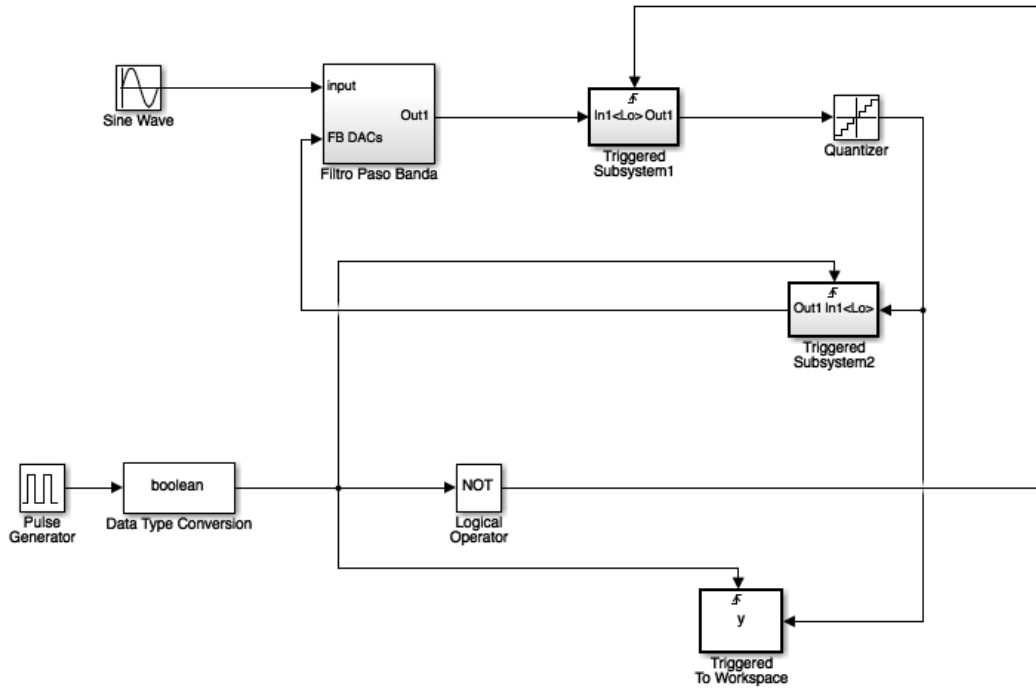 input
Out1
FB DACs
Sine Wave
Filtro Paso Banda
In1<Lo> Out1
Triggered
Subsystem1
Quantizer
Out1 In1<Lo>
Triggered
Subsystem2
Pulse
Generator
boolean
Data Type Conversion
NOT
Logical
Operator
y
Triggered
To Workspace